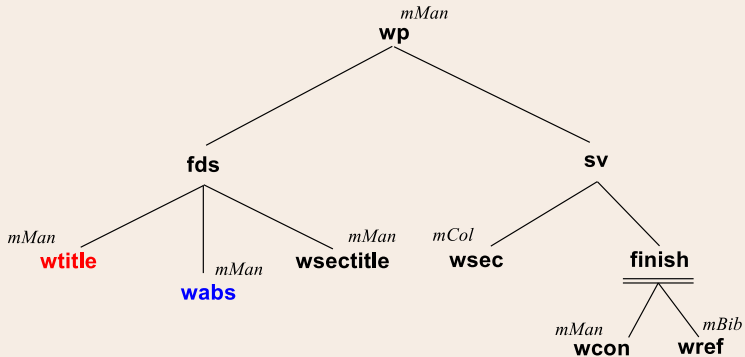 mMan
wp
fds
sv
mMan
wtitle
mMan
wabs
mMan
wsectitle
mCol
wsec
finish
mMan
wcon
mBib
wref